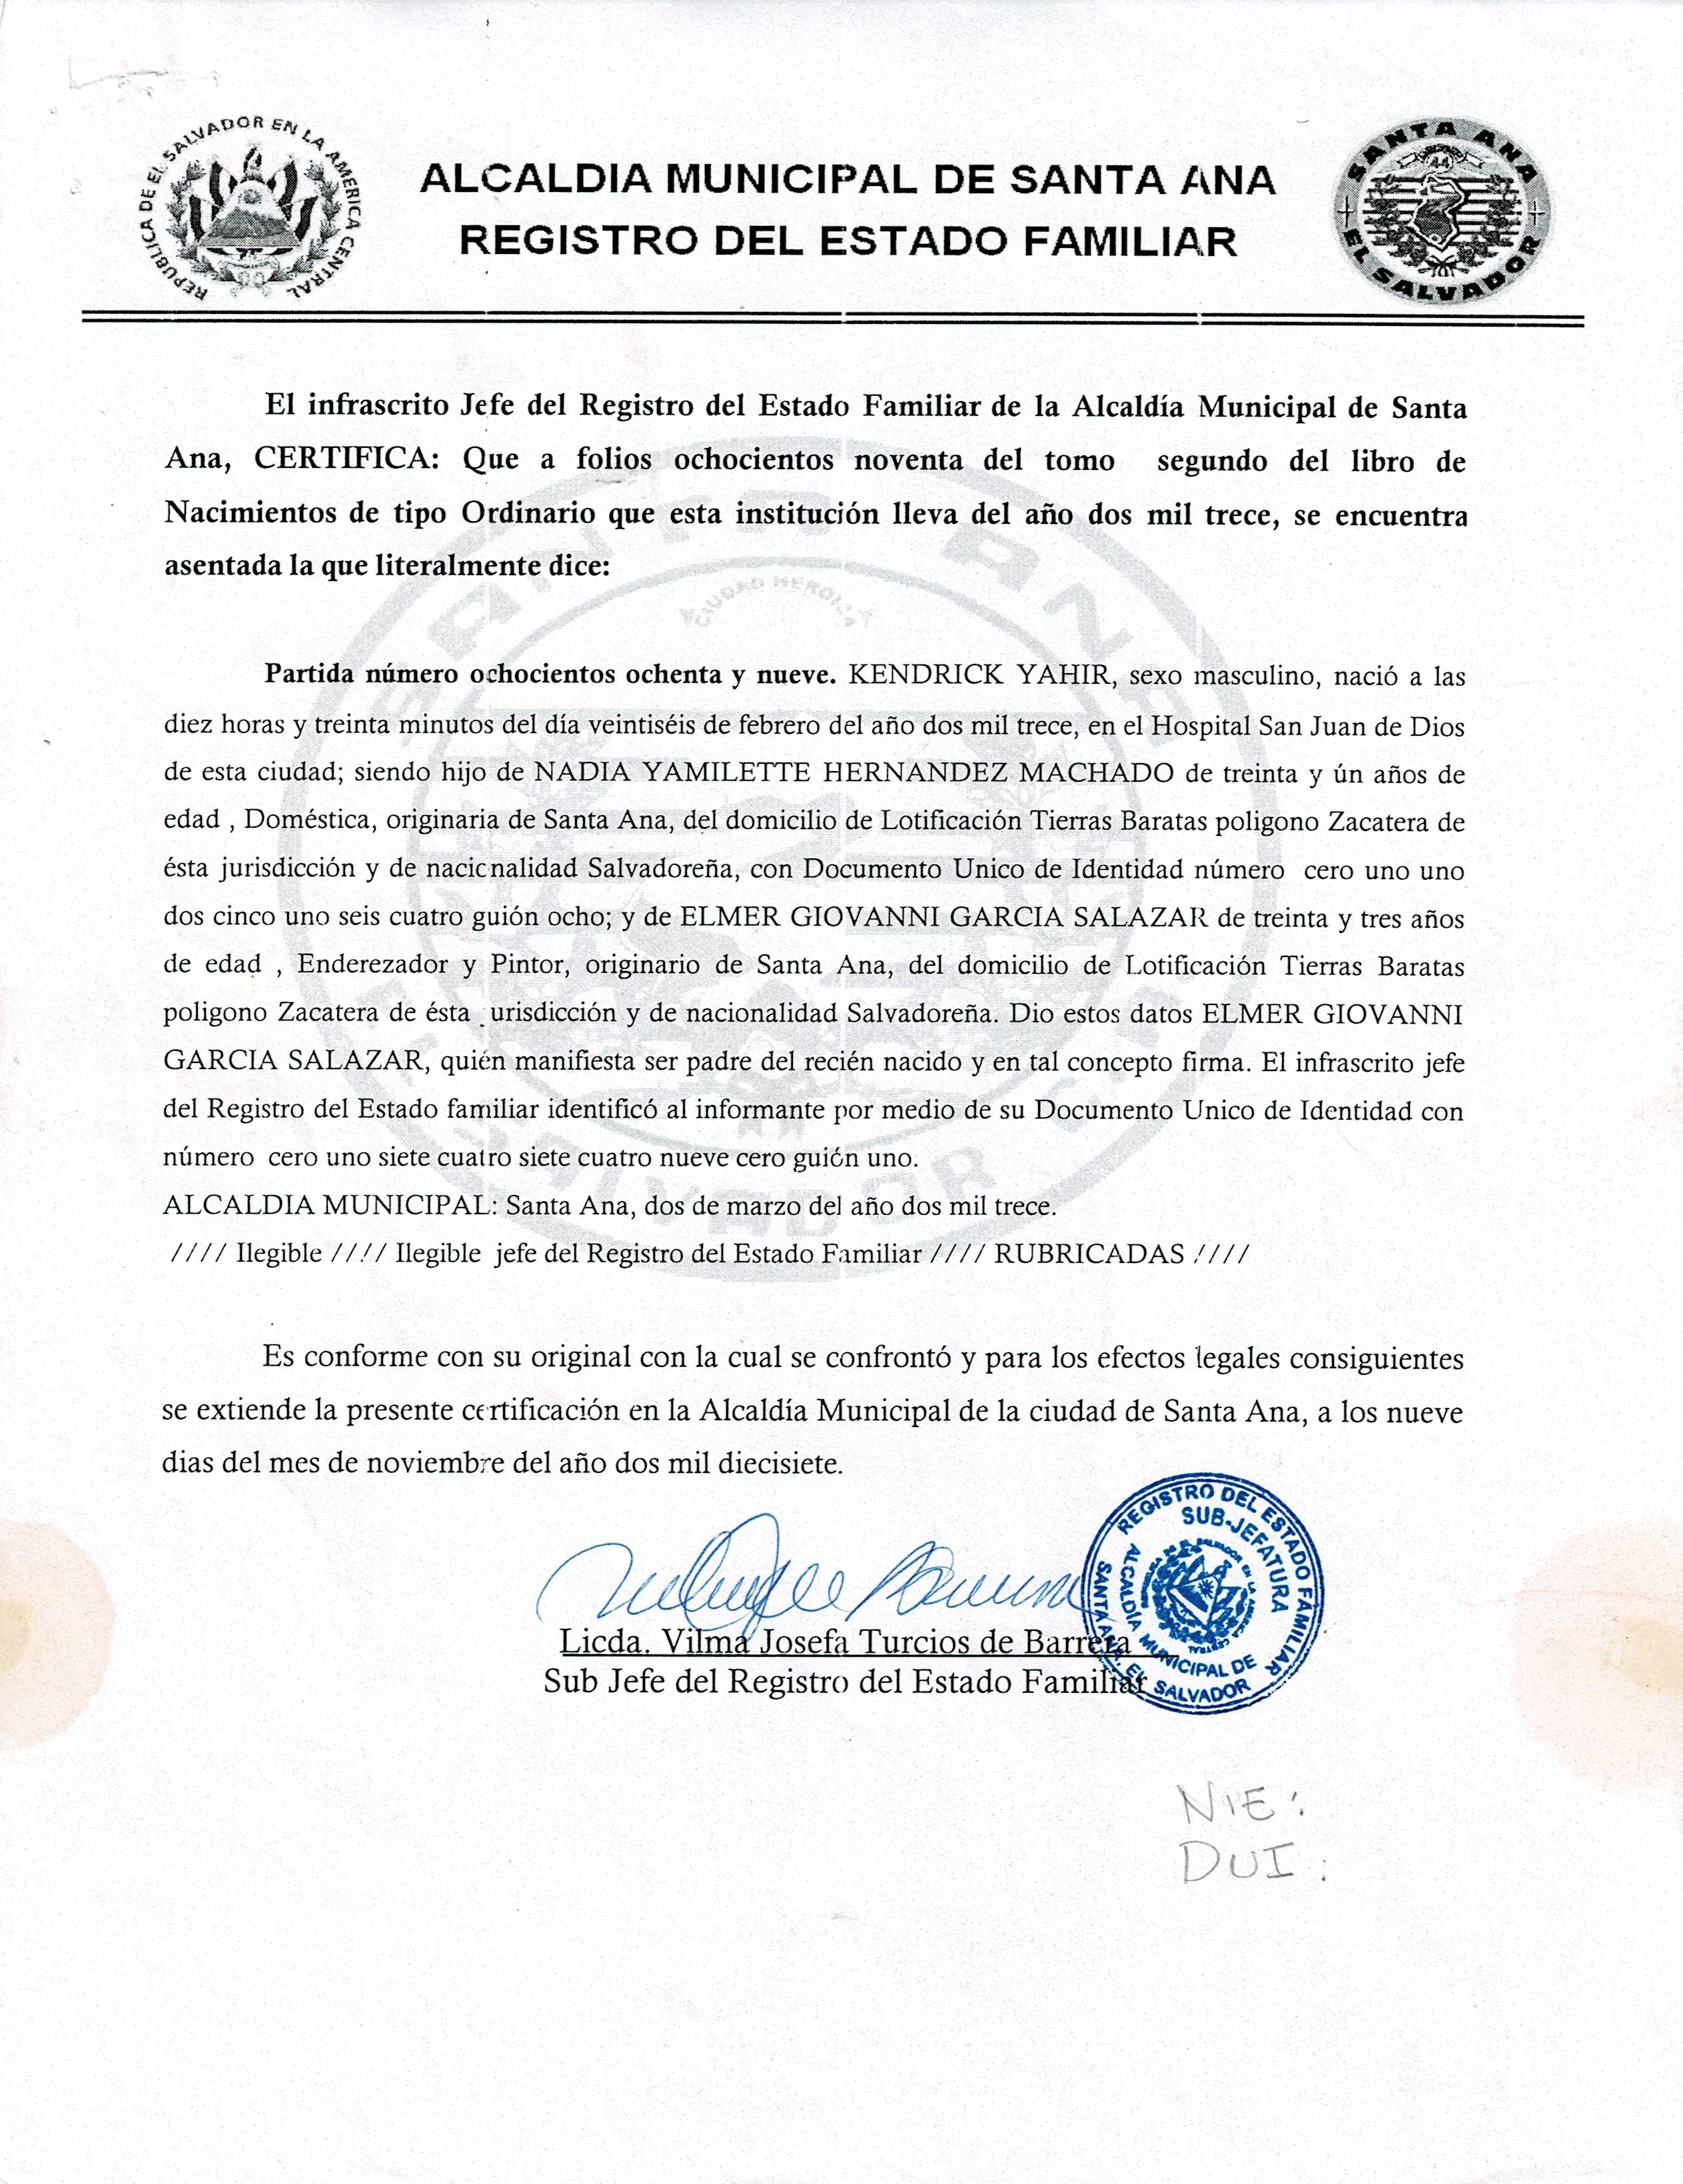 REPUBLICA DE EL SALVADOR EN LA AMERICA CENTRAL
ALCALDIA MUNICIPAL DE SANTA ANA
REGISTRO DEL ESTADO FAMILIAR
SANTA ANA
44
EL SALVADOR
El infrascrito Jefe del Registro del Estado Familiar de la Alcaldía Municipal de Santa
Ana, CERTIFICA: Que a folios ochocientos noventa del tomo segundo del libro de
Nacimientos de tipo Ordinario que esta institución lleva del año dos mil trece, se encuentra
asentada la que literalmente dice:
SANTA ANA
CIUDAD HEROICA
EL SALVADOR C.A.
Partida número ochocientos ochenta y nueve. KENDRICK YAHIR, sexo masculino, nació a las
diez horas y treinta minutos del día veintiséis de febrero del año dos mil trece, en el Hospital San Juan de Dios
de esta ciudad; siendo hijo de NADIA YAMILETTE HERNANDEZ MACHADO de treinta y ún años de
edad , Doméstica, originaria de Santa Ana, del domicilio de Lotificación Tierras Baratas poligono Zacatera de
ésta jurisdicción y de nacionalidad Salvadoreña, con Documento Unico de Identidad número cero uno uno
dos cinco uno seis cuatro guión ocho; y de ELMER GIOVANNI GARCIA SALAZAR de treinta y tres años
de edad , Enderezador y Pintor, originario de Santa Ana, del domicilio de Lotificación Tierras Baratas
poligono Zacatera de ésta jurisdicción y de nacionalidad Salvadoreña. Dio estos datos ELMER GIOVANNI
GARCIA SALAZAR, quién manifiesta ser padre del recién nacido y en tal concepto firma. El infrascrito jefe
del Registro del Estado familiar identificó al informante por medio de su Documento Unico de Identidad con
número cero uno siete cuatro siete cuatro nueve cero guión uno.
ALCALDIA MUNICIPAL: Santa Ana, dos de marzo del año dos mil trece.
//// Ilegible //// Ilegible jefe del Registro del Estado Familiar //// RUBRICADAS ////
Es conforme con su original con la cual se confrontó y para los efectos legales consiguientes
se extiende la presente certificación en la Alcaldía Municipal de la ciudad de Santa Ana, a los nueve
dias del mes de noviembre del año dos mil diecisiete.
REGISTRO DEL ESTADO FAMILIAR
SUB-JEFATURA
ALCALDIA MUNICIPAL DE
SANTA ANA, EL SALVADOR
Licda. Vilma Josefa Turcios de Barrera
Sub Jefe del Registro del Estado Familiar
NIE:
DUI: